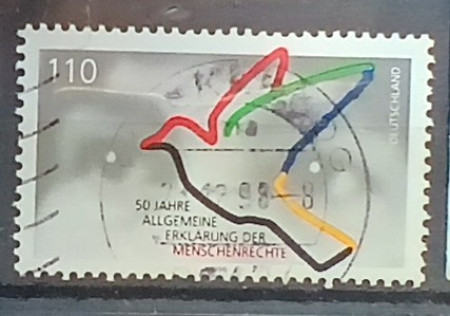 110
DEUTSCHLAND
50 JAHRE
ALLGEMEINE
ERKLÄRUNG DER
MENSCHENRECHTE